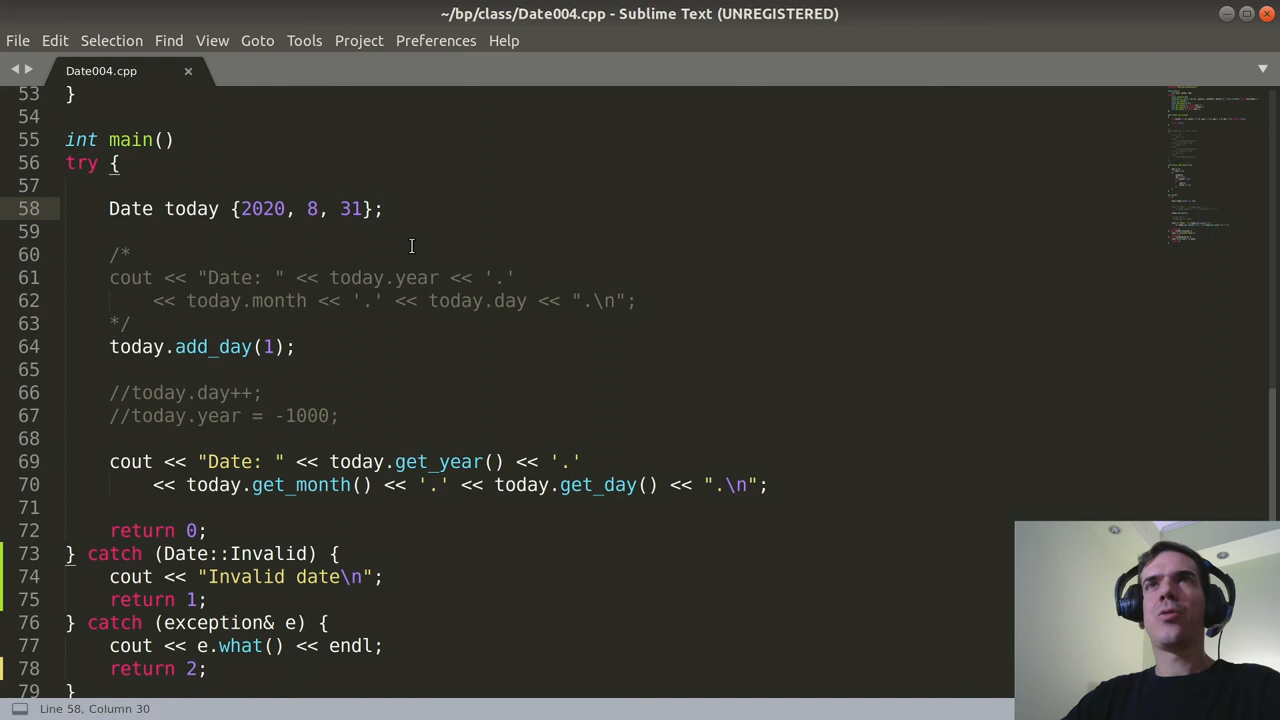 ~/bp/class/Date004.cpp - Sublime Text (UNREGISTERED)
File Edit Selection Find View Goto Tools Project Preferences Help
Date004.cpp
53 }
54
55 int main()
56 try {
57
58 Date today {2020, 8, 31};
59
60 /*
61 cout << "Date: " << today.year << '.'
62 << today.month << '.' << today.day << ".\n";
63 */
64 today.add_day(1);
65
66 //today.day++;
67 //today.year = -1000;
68
69 cout << "Date: " << today.get_year() << '.'
70 << today.get_month() << '.' << today.get_day() << ".\n";
71
72 return 0;
73 } catch (Date::Invalid) {
74 cout << "Invalid date\n";
75 return 1;
76 } catch (exception& e) {
77 cout << e.what() << endl;
78 return 2;
79 }
Line 58, Column 30